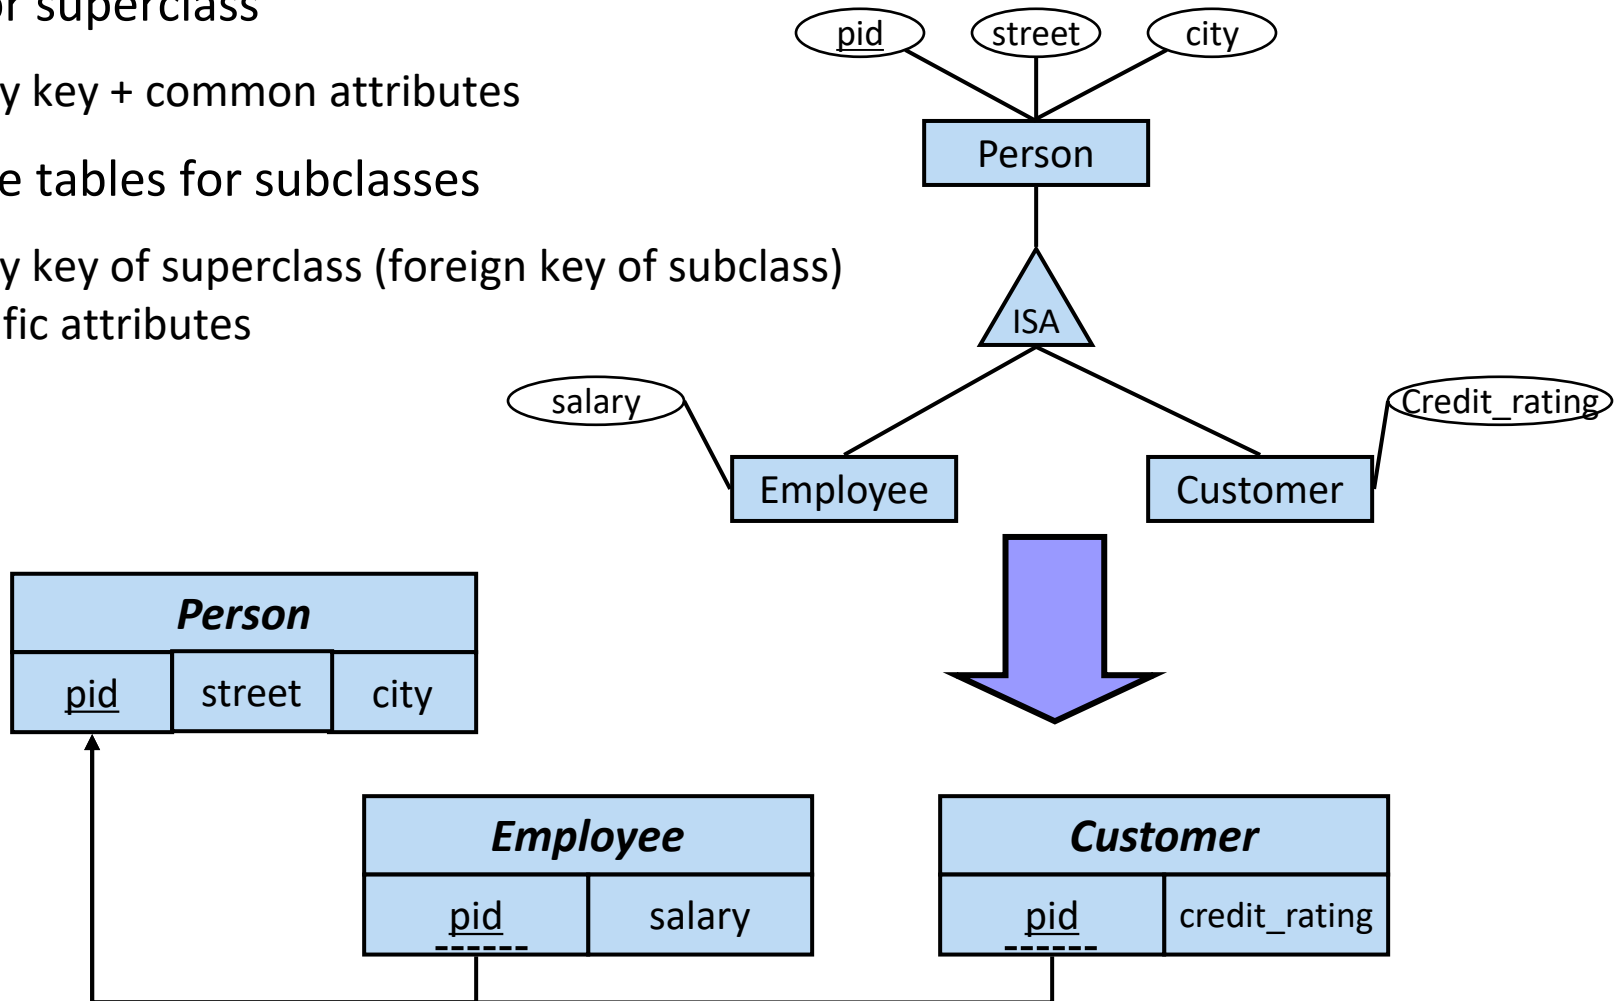 r superclass
y key + common attributes
e tables for subclasses
y key of superclass (foreign key of subclass)
fic attributes
pid
street
city
Person
ISA
salary
Credit_rating
Employee
Customer
Person
pid
street
city
Employee
pid
salary
Customer
pid
credit_rating